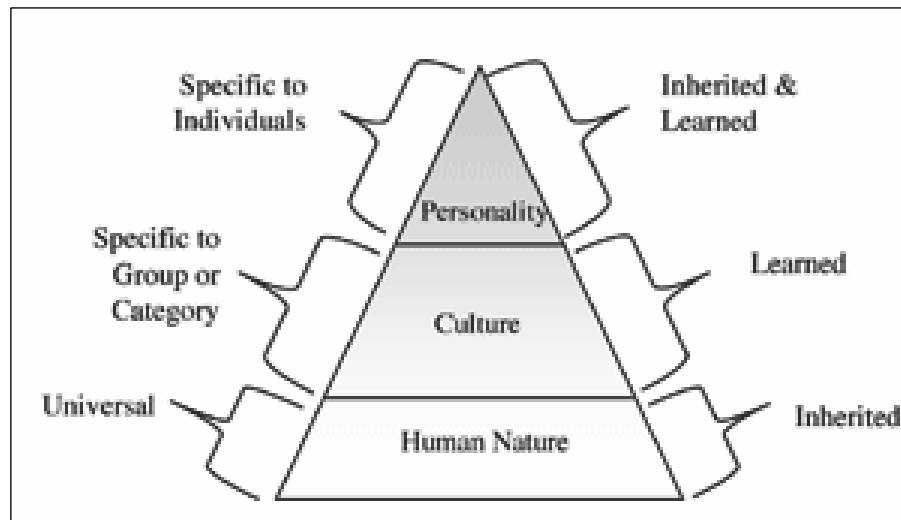 Specific to
Individuals
Inherited &
Learned
Personality
Specific to
Group or
Category
Learned
Culture
Universal
Inherited
Human Nature